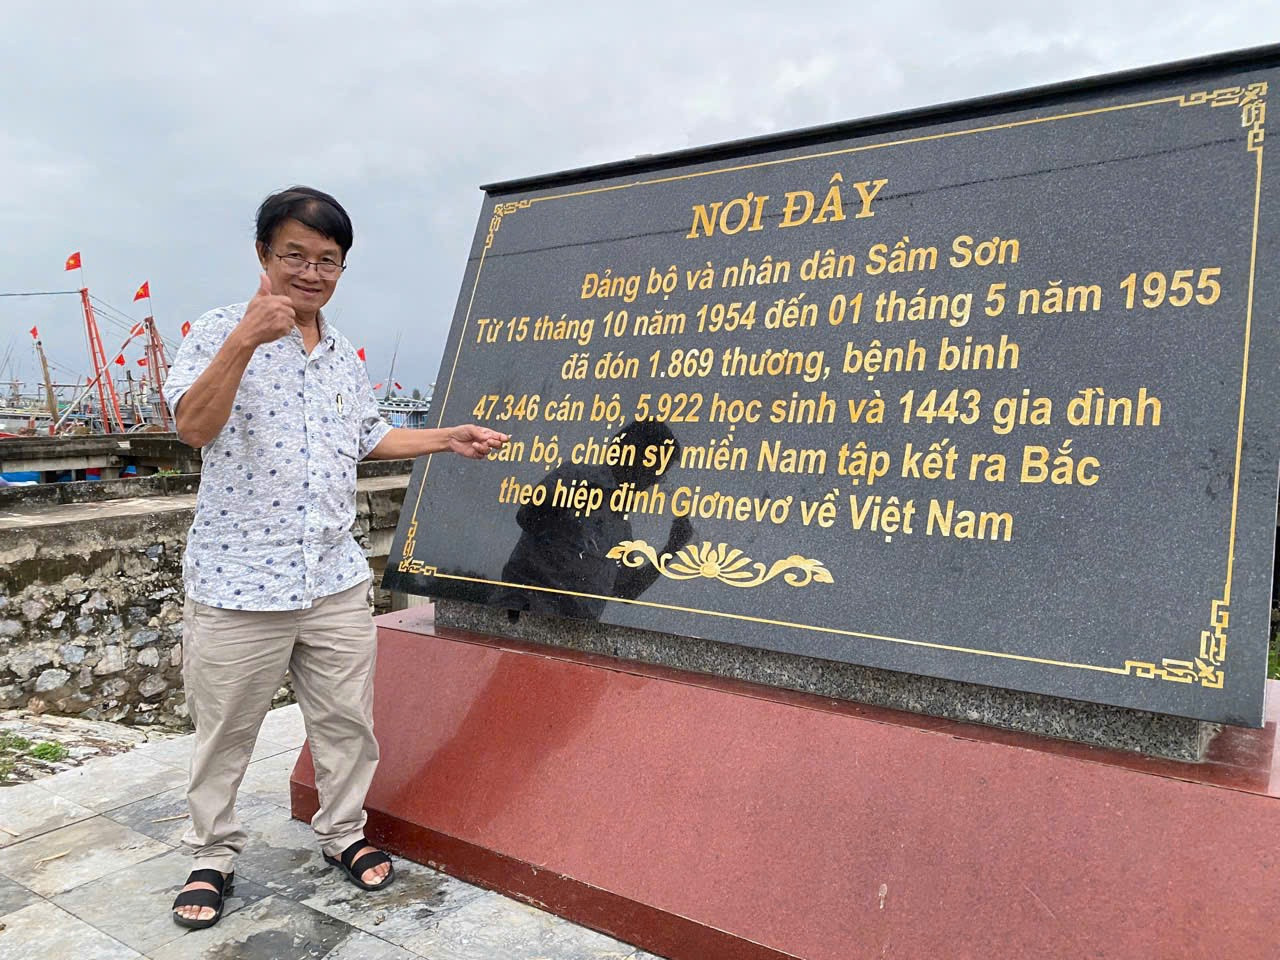 NƠI ĐÂY
Đảng bộ và nhân dân Sầm Sơn
Từ 15 tháng 10 năm 1954 đến 01 tháng 5 năm 1955
đã đón 1.869 thương, bệnh binh
47.346 cán bộ, 5.922 học sinh và 1443 gia đình
cán bộ, chiến sỹ miền Nam tập kết ra Bắc
theo hiệp định Giơnevơ về Việt Nam